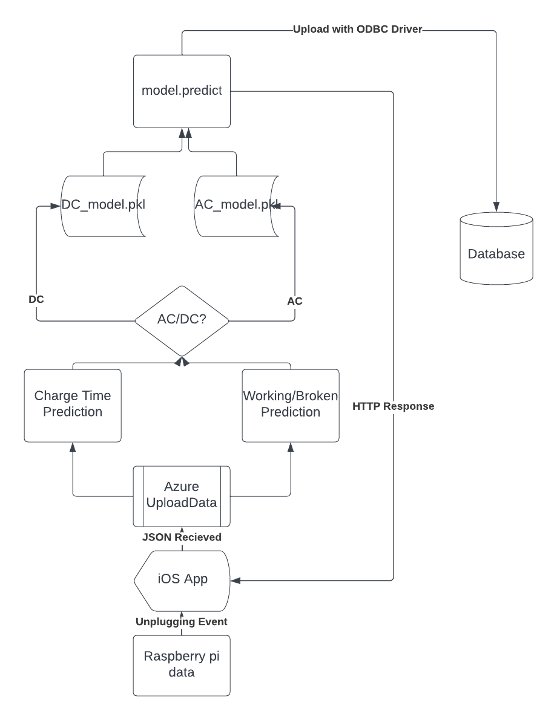 Upload with ODBC Driver
model.predict
DC_model.pkl
AC_model.pkl
Database
DC
AC/DC?
AC
Charge Time
Prediction
Working/Broken
Prediction
HTTP Response
Azure
UploadData
JSON Recieved
iOS App
Unplugging Event
Raspberry pi
data